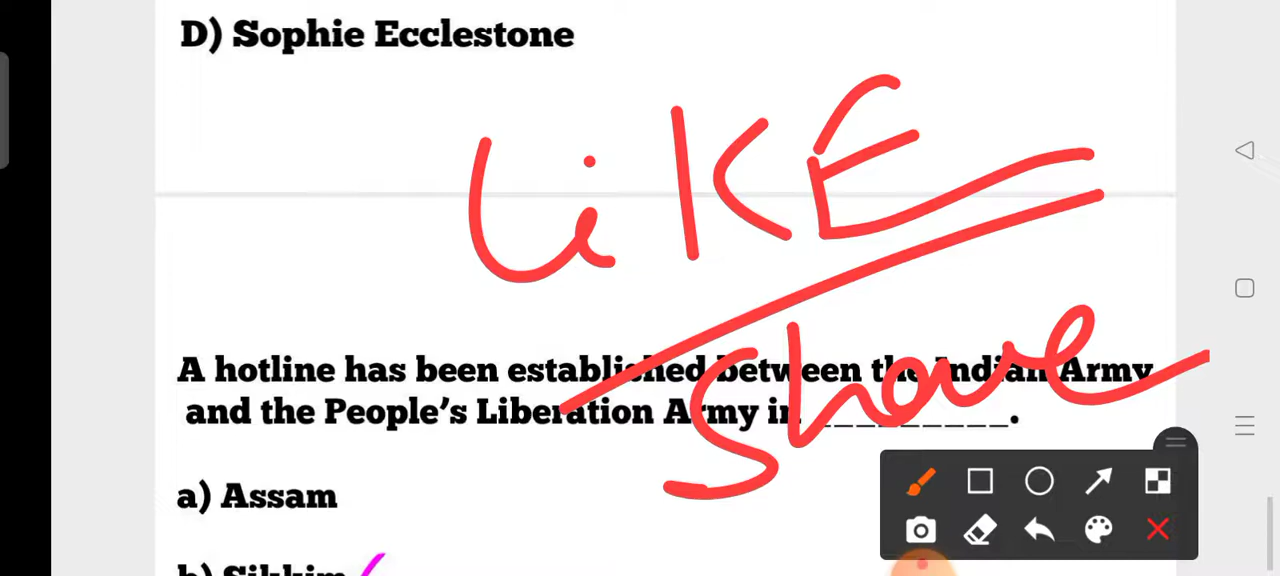 D) Sophie Ecclestone
LiKE
Share
A hotline has been established between the Indian Army
and the People's Liberation Army in _________.
a) Assam
b) Sikkim